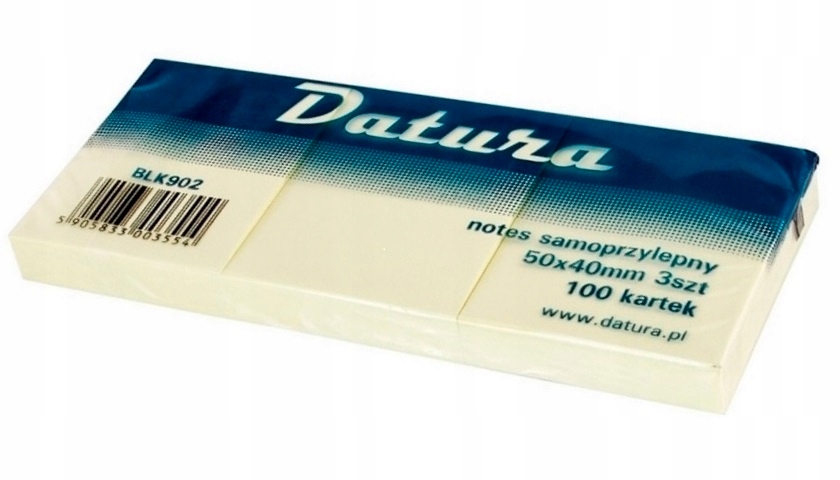 Datura
BLK902
5 905833 003554
notes samoprzylepny
50x40mm 3szt
100 kartek
www.datura.pl